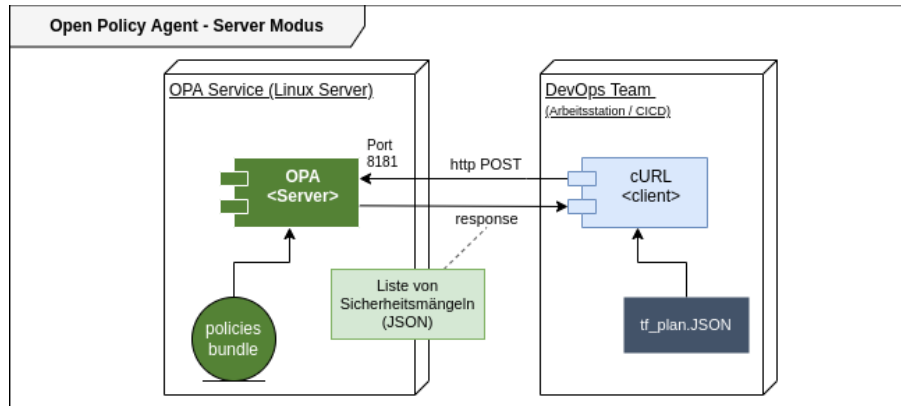 Open Policy Agent - Server Modus
OPA Service (Linux Server)
Port
8181
OPA
<Server>
policies
bundle
http POST
response
Liste von
Sicherheitsmängeln
(JSON)
DevOps Team
(Arbeitsstation / CICD)
cURL
<client>
tf_plan.JSON